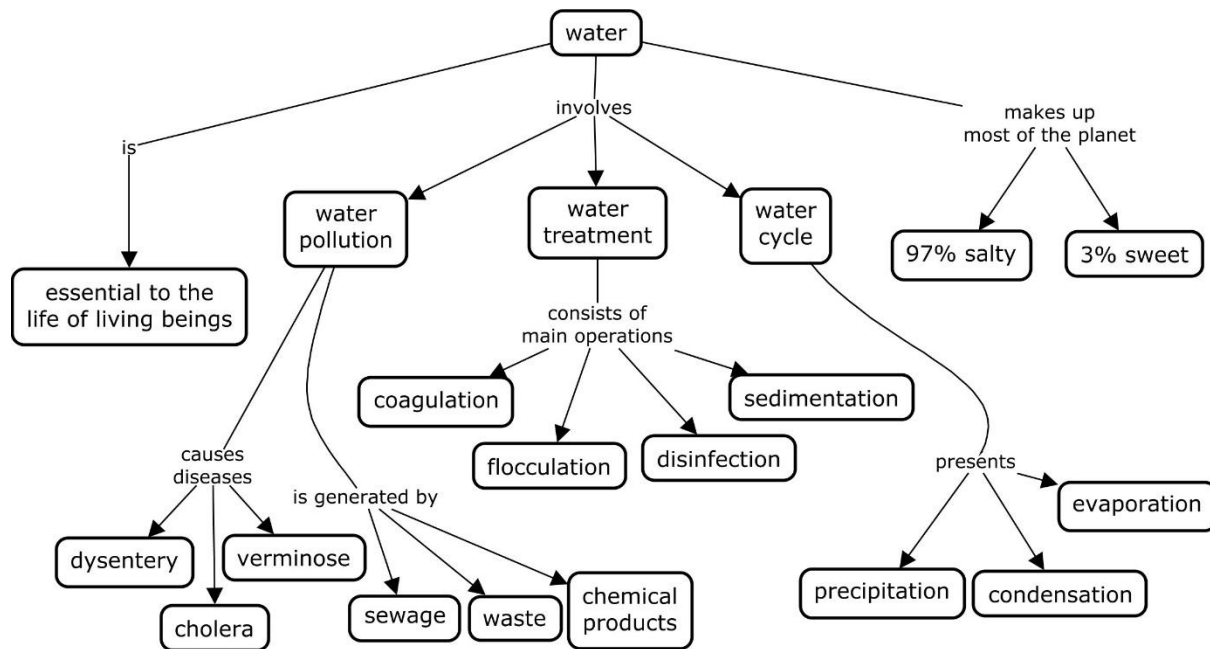 water
involves
makes up
most of the planet
is
water
pollution
water
treatment
water
cycle
97% salty
3% sweet
essential to the
life of living beings
consists of
main operations
coagulation
sedimentation
flocculation
disinfection
causes
diseases
is generated by
presents
evaporation
dysentery
verminose
cholera
sewage
waste
chemical
products
precipitation
condensation